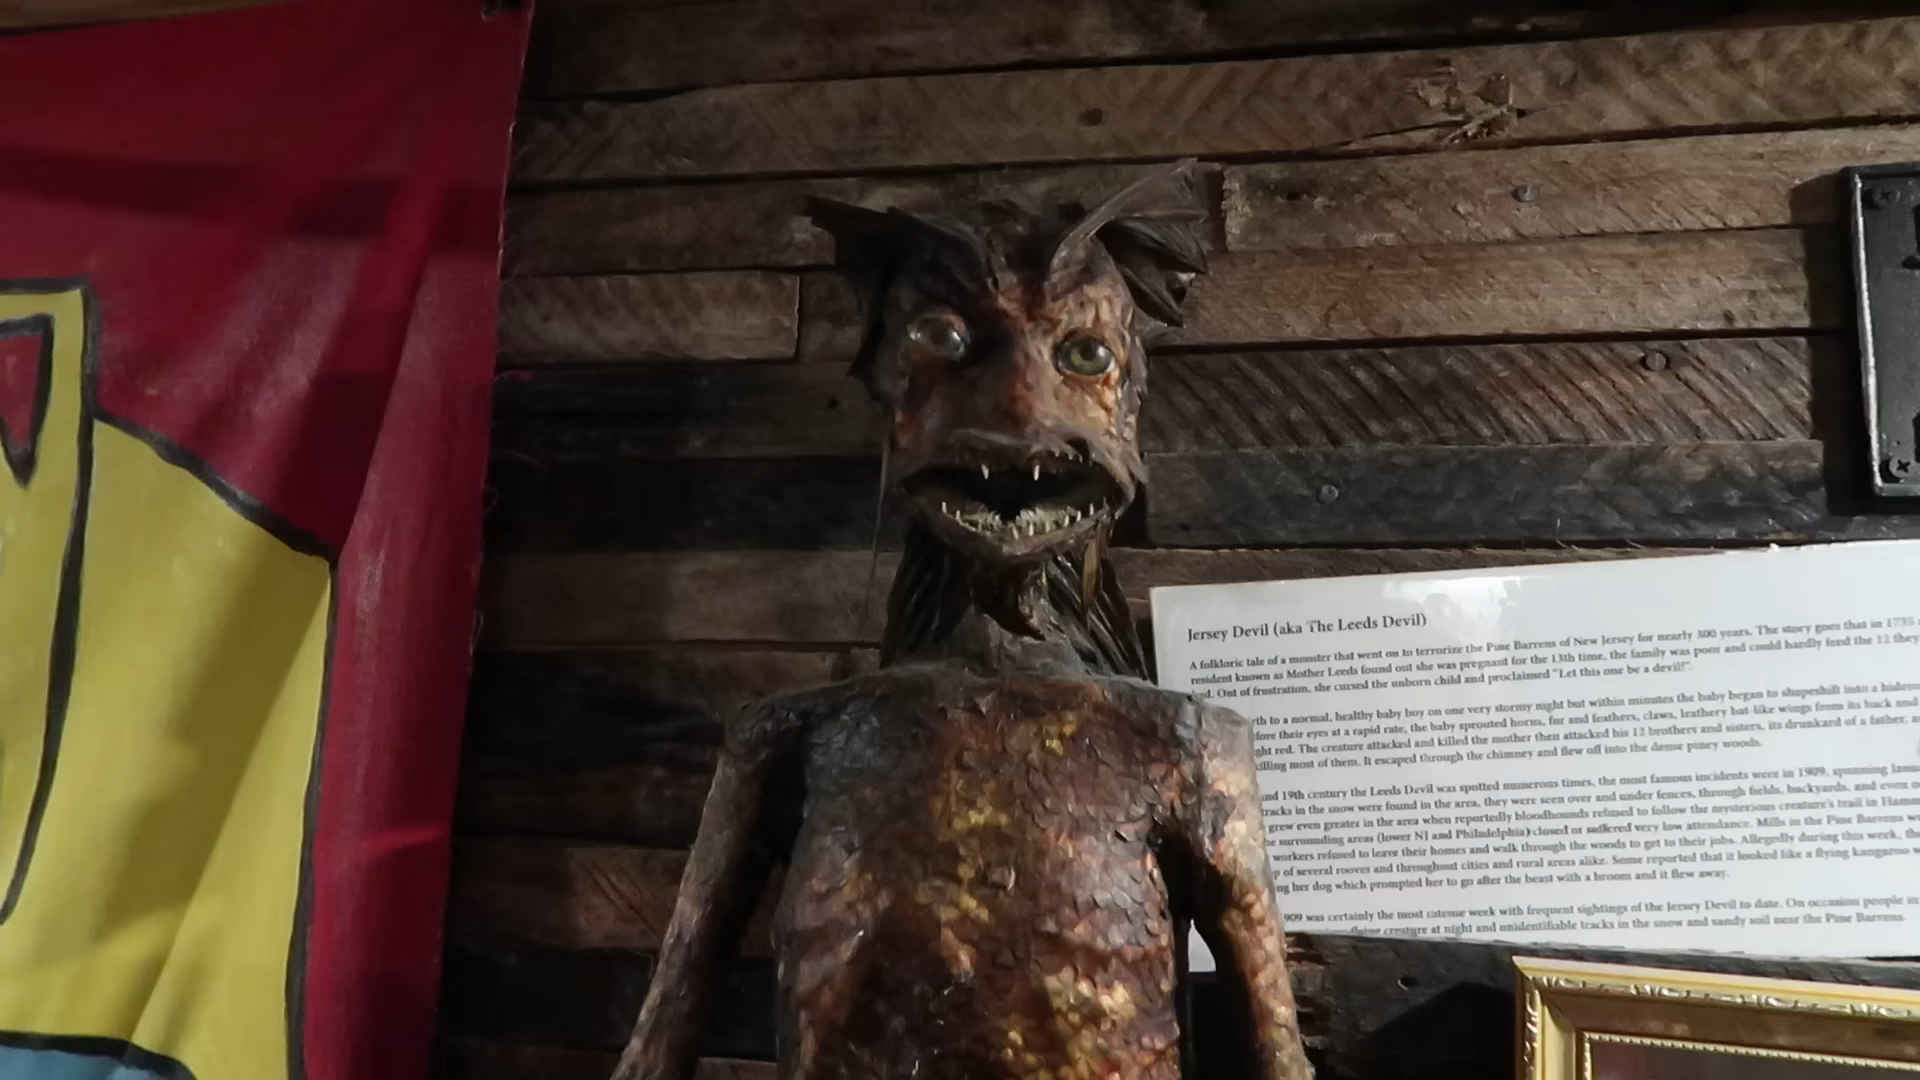 Jersey Devil (aka The Leeds Devil)
A folkloric tale of a monster that went on to terrorize the Pine Barrens of New Jersey for nearly 300 years. The story goes that in 1735
resident known as Mother Leeds found out she was pregnant for the 13th time, the family was poor and could hardly feed the 12 they
had. Out of frustration, she cursed the unborn child and proclaimed "Let this one be a devil!".
rth to a normal, healthy baby boy on one very stormy night but within minutes the baby began to shapeshift into a hideou
fore their eyes at a rapid rate, the baby sprouted horns, fur and feathers, claws, leathery bat-like wings from its back and
ght red. The creature attacked and killed the mother then attacked his 12 brothers and sisters, its drunkard of a father, a
illing most of them. It escaped through the chimney and flew off into the dense piney woods.
and 19th century the Leeds Devil was spotted numerous times, the most famous incidents were in 1909, spanning Janu
tracks in the snow were found in the area, they were seen over and under fences, through fields, backyards, and even o
grew even greater in the area when reportedly bloodhounds refused to follow the mysterious creature's trail in Hamm
he surrounding areas (lower NJ and Philadelphia) closed or suffered very low attendance. Mills in the Pine Barrens w
workers refused to leave their homes and walk through the woods to get to their jobs. Allegedly during this week, the
p of several rooves and throughout cities and rural areas alike. Some reported that it looked like a flying kangaroo w
ng her dog which prompted her to go after the beast with a broom and it flew away.
909 was certainly the most intense week with frequent sightings of the Jersey Devil to date. On occasion people in
flying creature at night and unidentifiable tracks in the snow and sandy soil near the Pine Barrens.